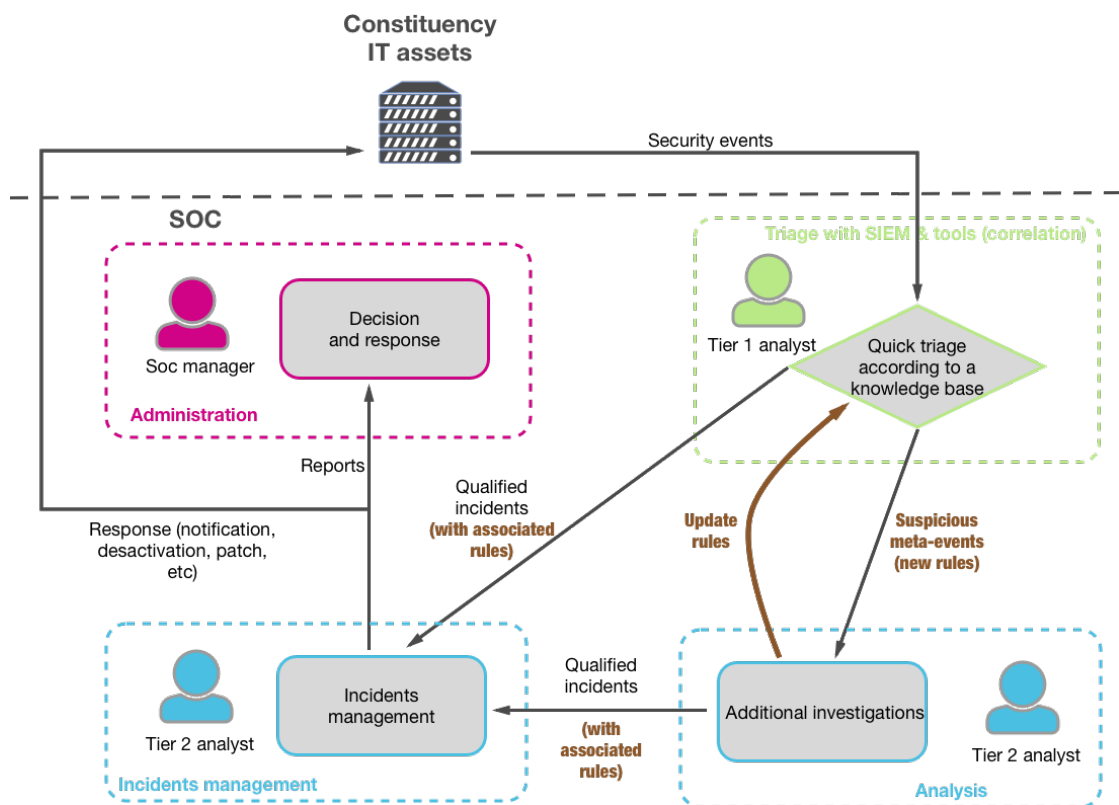 Constituency
IT assets
Security events
SOC
Triage with SIEM & tools (correlation)
Decision
and response
Soc manager
Administration
Tier 1 analyst
Quick triage
according to a
knowledge base
Reports
Qualified
incidents
(with associated
rules)
Update
rules
Suspicious
meta-events
(new rules)
Response (notification,
desactivation, patch,
etc)
Incidents
management
Tier 2 analyst
Incidents management
Qualified
incidents
(with
associated
rules)
Additional investigations
Tier 2 analyst
Analysis